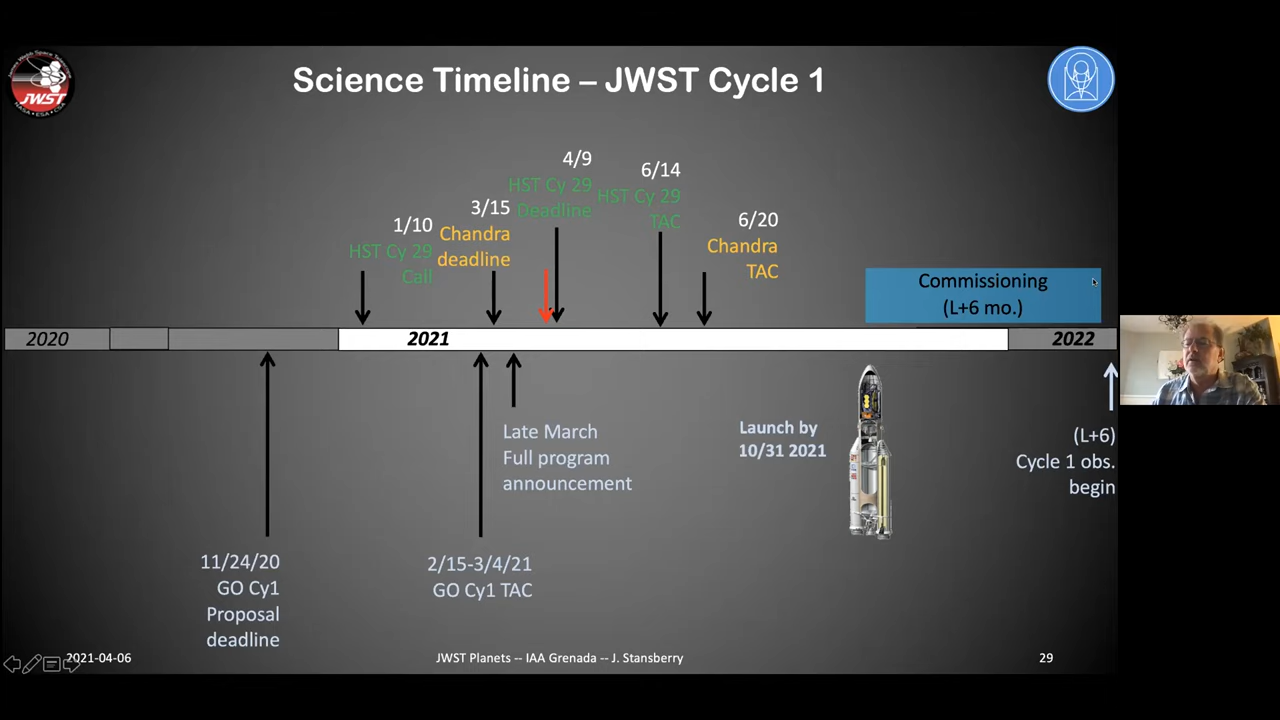 Science Timeline – JWST Cycle 1
JWST
4/9
HST Cy 29
Deadline
6/14
HST Cy 29
TAC
3/15
Chandra
deadline
1/10
HST Cy 29
Call
6/20
Chandra
TAC
Commissioning
(L+6 mo.)
2020
2021
2022
Late March
Full program
announcement
Launch by
10/31 2021
(L+6)
Cycle 1 obs.
begin
11/24/20
GO Cy1
Proposal
deadline
2/15-3/4/21
GO Cy1 TAC
2021-04-06
JWST Planets -- IAA Grenada -- J. Stansberry
29